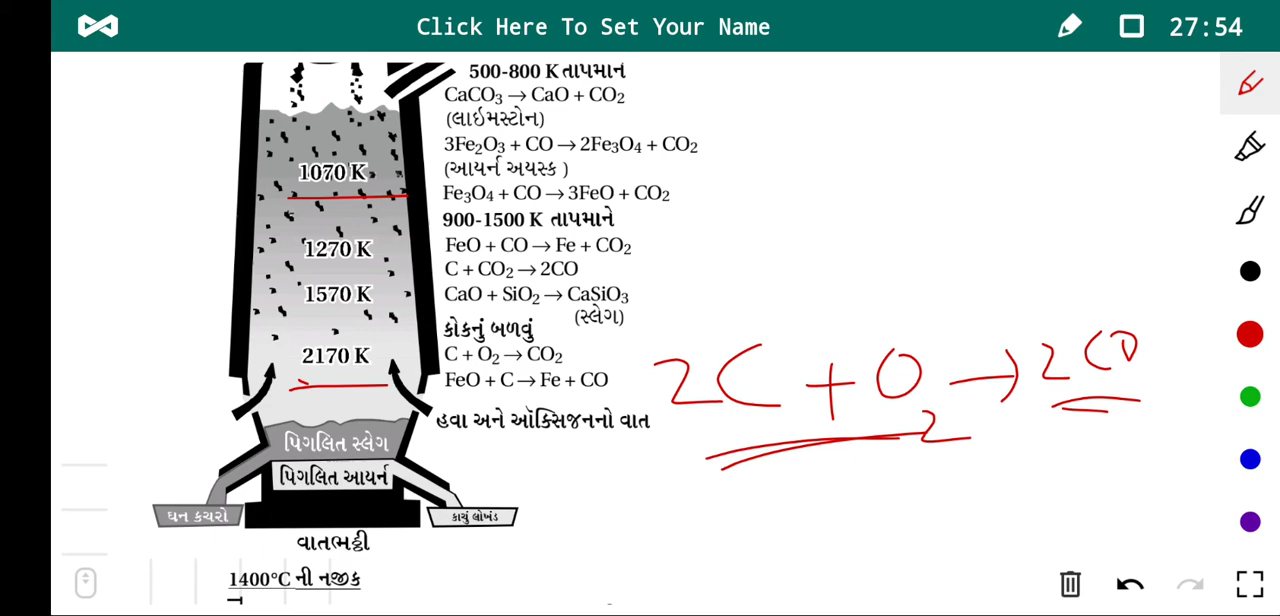 Click Here To Set Your Name
27:54
500-800 K તાપમાને
CaCO₃ → CaO + CO₂
(લાઇમસ્ટોન)
3Fe₂O₃ + CO → 2Fe₃O₄ + CO₂
(આયર્ન અયસ્ક)
Fe₃O₄ + CO → 3FeO + CO₂
900-1500 K તાપમાને
FeO + CO → Fe + CO₂
C + CO₂ → 2CO
CaO + SiO₂ → CaSiO₃
(સ્લેગ)
કોકનું બળવું
C + O₂ → CO₂
FeO + C → Fe + CO
હવા અને ઑક્સિજનનો વાત
1070 K
1270 K
1570 K
2170 K
પિગલિત સ્લેગ
પિગલિત આયર્ન
ઘન કચરો
કાચું લોખંડ
વાતભઠ્ઠી
1400°C ની નજીક
2C + O₂ → 2CO